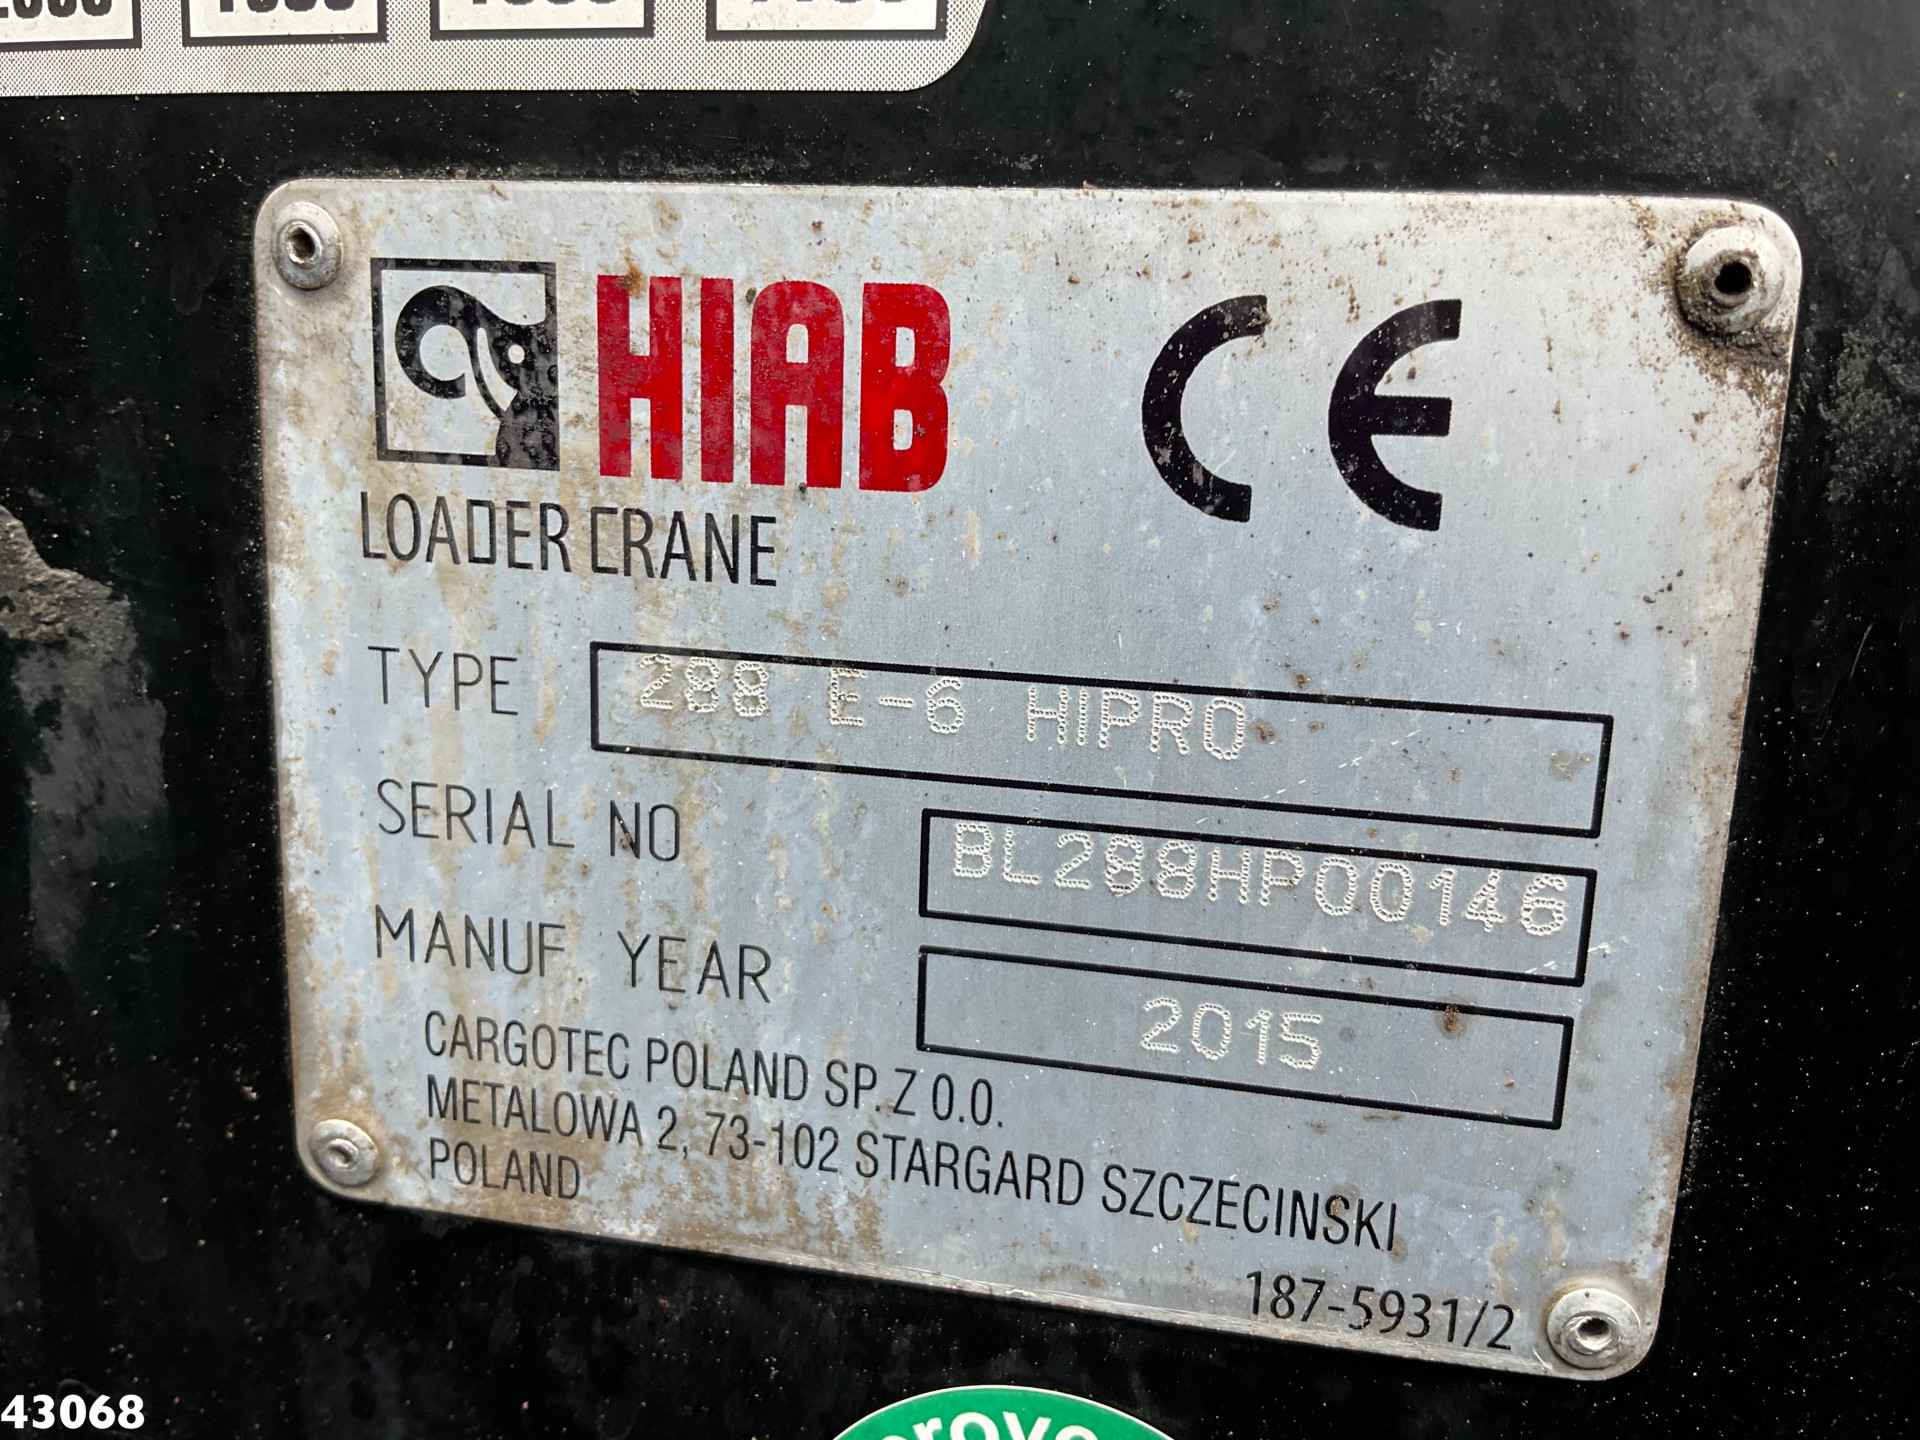 HIAB CE
LOADER CRANE
TYPE 288 E-6 HIPRO
SERIAL NO BL288HP00146
MANUF. YEAR 2015
CARGOTEC POLAND SP. Z O.O.
METALOWA 2, 73-102 STARGARD SZCZECINSKI
POLAND
187-5931/2
43068